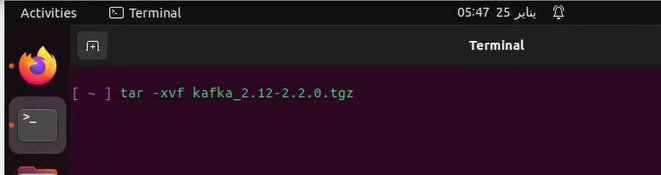 Activities
Terminal
05:47 25 يناير
Terminal
>_
[ ~ ] tar -xvf kafka_2.12-2.2.0.tgz